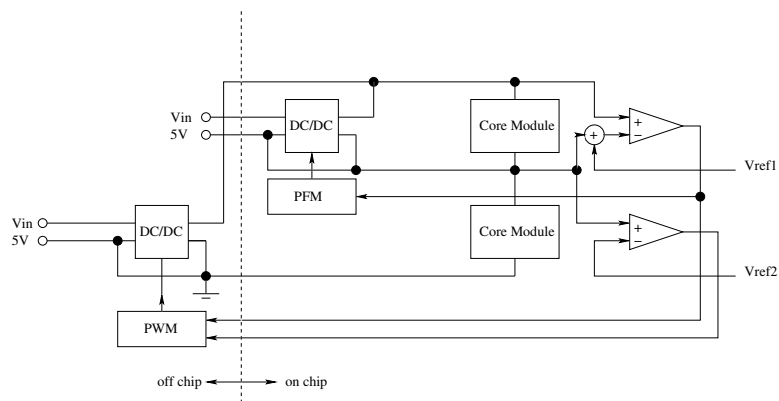 Vin
5V
DC/DC
Core Module
+
−
+
Vref1
PFM
Vin
5V
DC/DC
Core Module
+
−
Vref2
PWM
off chip
on chip